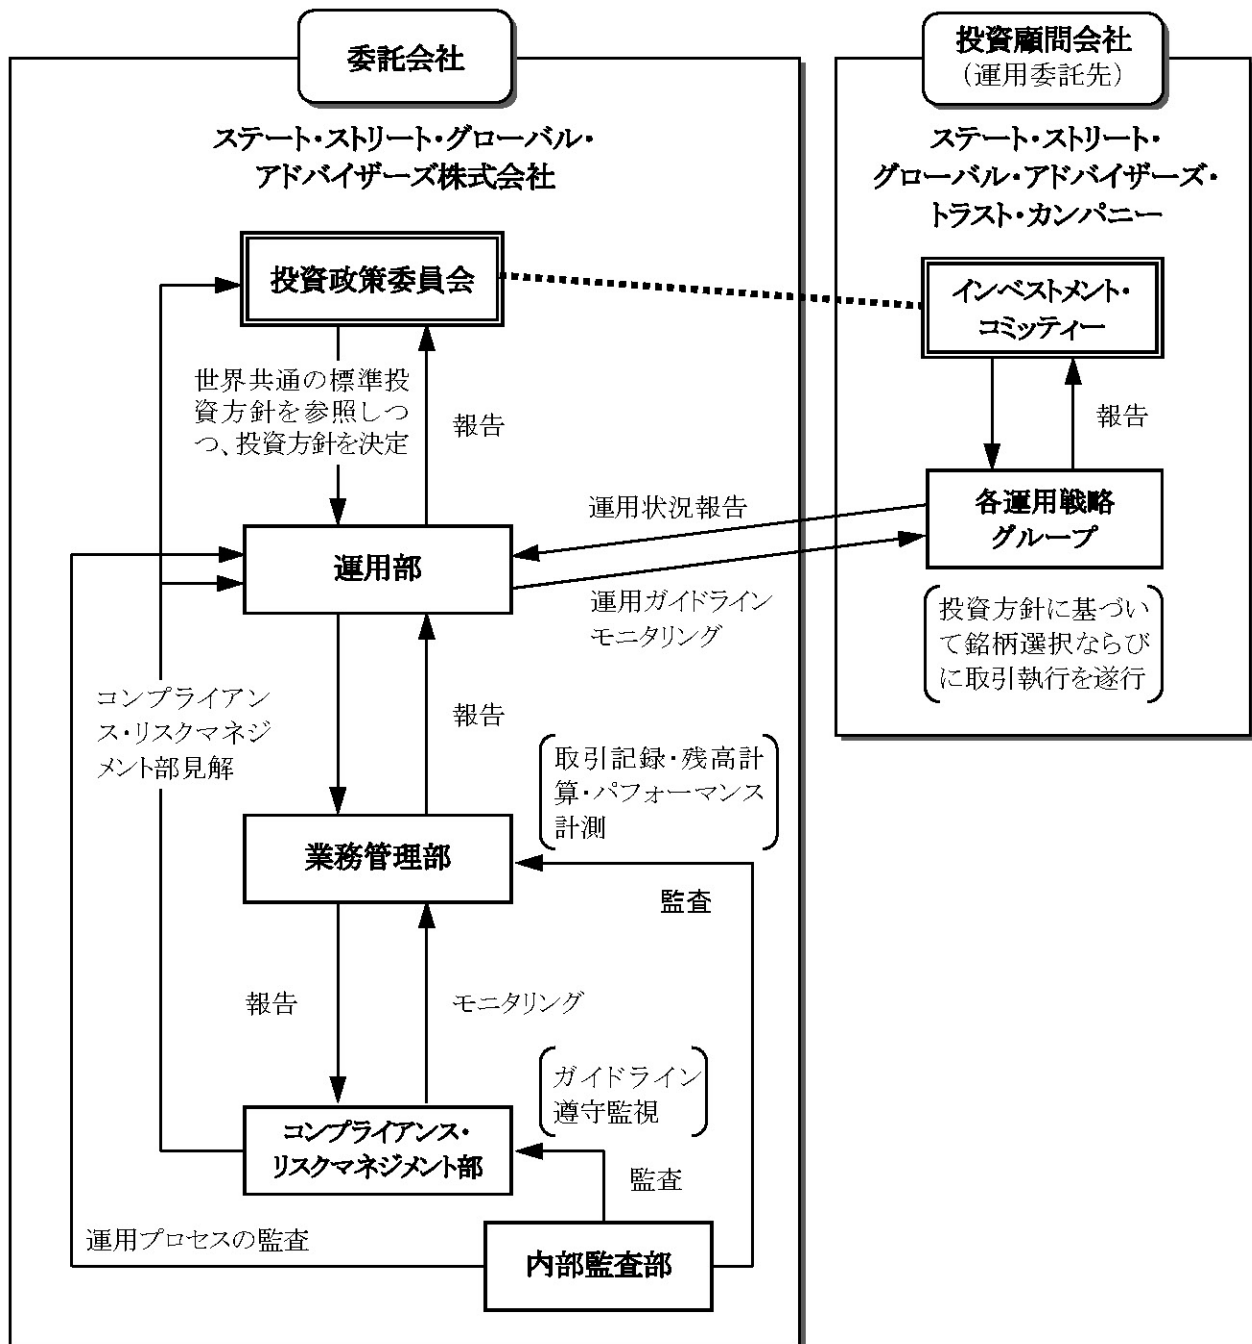 委託会社
ステート・ストリート・グローバル・
アドバイザーズ株式会社
投資政策委員会
世界共通の標準投
資方針を参照しつ
つ、投資方針を決定
報告
運用部
運用状況報告
運用ガイドライン
モニタリング
コンプライアン
ス・リスクマネジ
メント部見解
報告
取引記録・残高計
算・パフォーマンス
計測
業務管理部
監査
報告
モニタリング
ガイドライン
遵守監視
コンプライアンス・
リスクマネジメント部
監査
運用プロセスの監査
内部監査部
投資顧問会社
（運用委託先）
ステート・ストリート・
グローバル・アドバイザーズ・
トラスト・カンパニー
インベストメント・
コミッティー
報告
各運用戦略
グループ
投資方針に基づい
て銘柄選択ならび
に取引執行を遂行